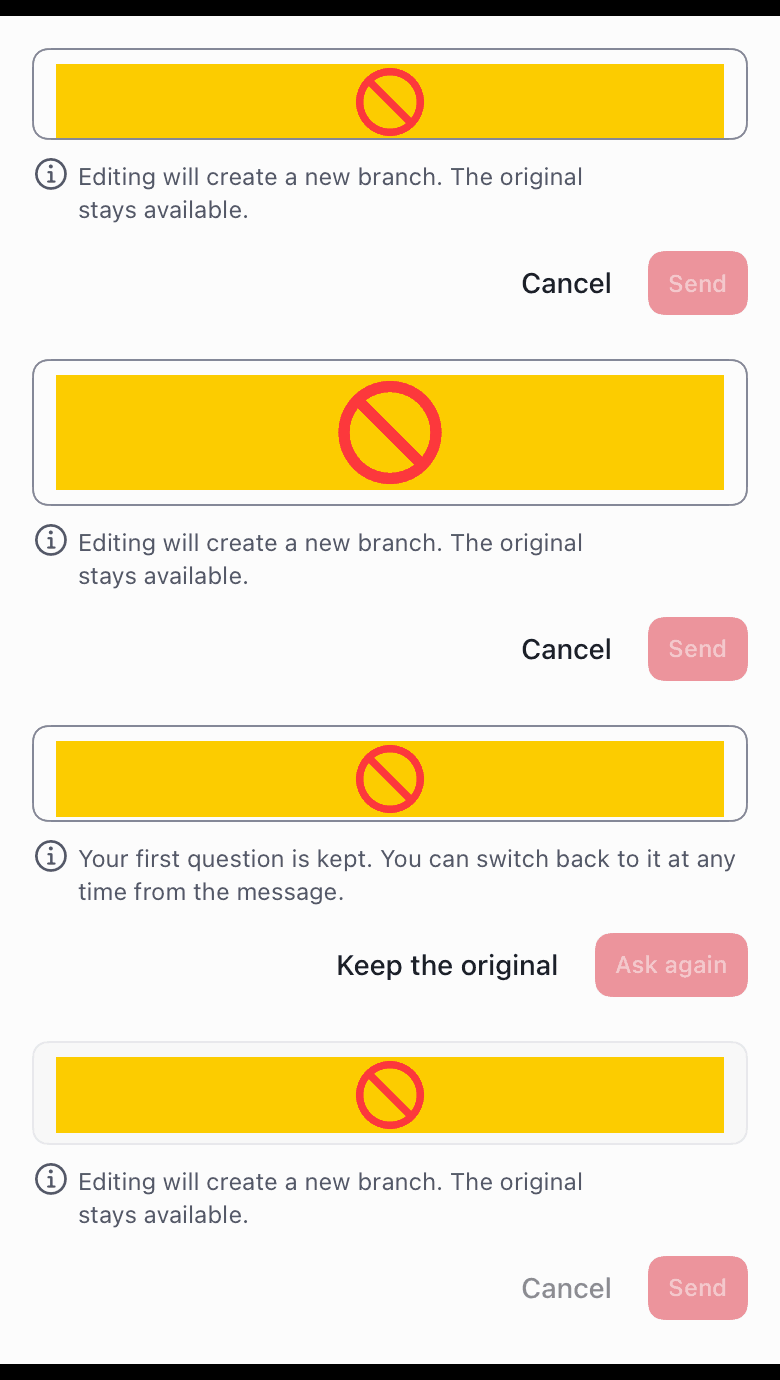 Editing will create a new branch. The original
stays available.
Cancel
Send
Editing will create a new branch. The original
stays available.
Cancel
Send
Your first question is kept. You can switch back to it at any
time from the message.
Keep the original
Ask again
Editing will create a new branch. The original
stays available.
Cancel
Send